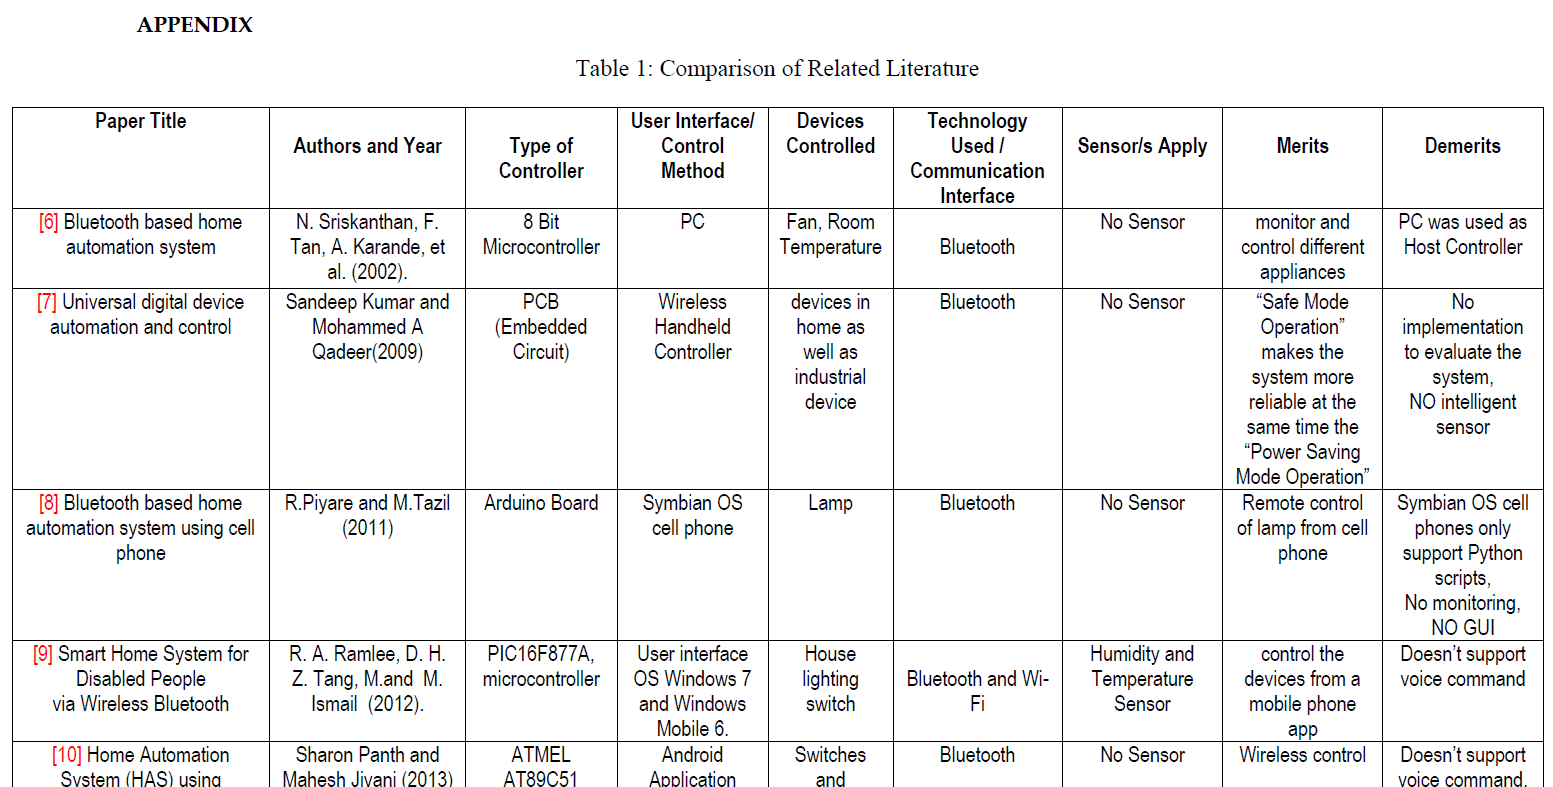 APPENDIX
Table 1: Comparison of Related Literature
Paper Title
Authors and Year
Type of
Controller
User Interface/
Control
Method
Devices
Controlled
Technology
Used /
Communication
Interface
Sensor/s Apply
Merits
Demerits
[6] Bluetooth based home
automation system
N. Sriskanthan, F.
Tan, A. Karande, et
al. (2002).
8 Bit
Microcontroller
PC
Fan, Room
Temperature
Bluetooth
No Sensor
monitor and
control different
appliances
PC was used as
Host Controller
[7] Universal digital device
automation and control
Sandeep Kumar and
Mohammed A
Qadeer(2009)
PCB
(Embedded
Circuit)
Wireless
Handheld
Controller
devices in
home as
well as
industrial
device
Bluetooth
No Sensor
“Safe Mode
Operation”
makes the
system more
reliable at the
same time the
“Power Saving
Mode Operation”
No
implementation
to evaluate the
system,
NO intelligent
sensor
[8] Bluetooth based home
automation system using cell
phone
R.Piyare and M.Tazil
(2011)
Arduino Board
Symbian OS
cell phone
Lamp
Bluetooth
No Sensor
Remote control
of lamp from cell
phone
Symbian OS cell
phones only
support Python
scripts,
No monitoring,
NO GUI
[9] Smart Home System for
Disabled People
via Wireless Bluetooth
R. A. Ramlee, D. H.
Z. Tang, M.and M.
Ismail (2012).
PIC16F877A,
microcontroller
User interface
OS Windows 7
and Windows
Mobile 6.
House
lighting
switch
Bluetooth and Wi-
Fi
Humidity and
Temperature
Sensor
control the
devices from a
mobile phone
app
Doesn’t support
voice command
[10] Home Automation
System (HAS) using
Sharon Panth and
Mahesh Jivani (2013)
ATMEL
AT89C51
Android
Application
Switches
and
Bluetooth
No Sensor
Wireless control
Doesn’t support
voice command.